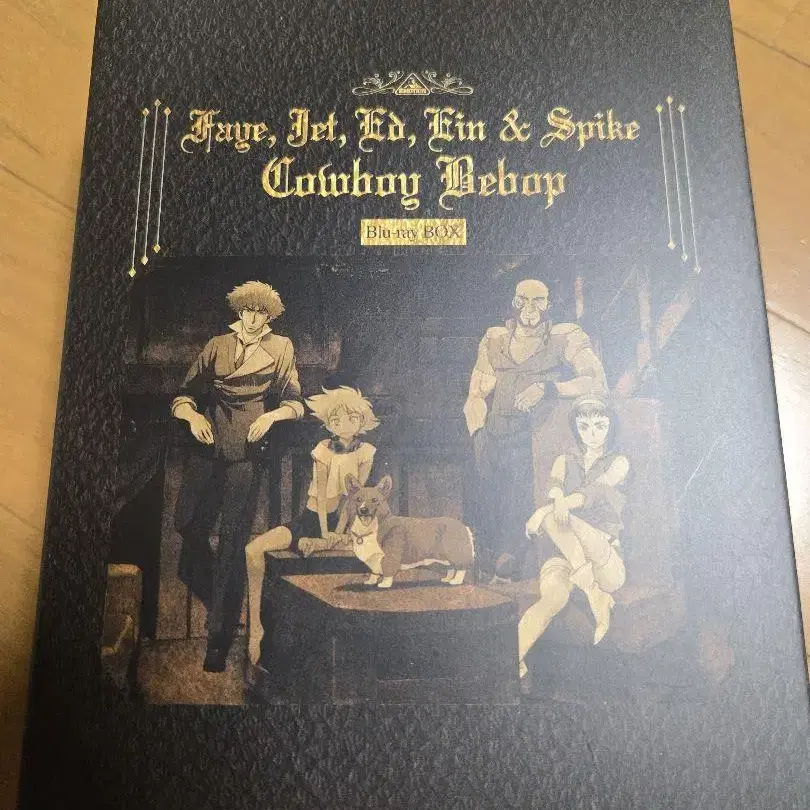 Faye, Jet, Ed, Ein & Spike
Cowboy Bebop
Blu-ray BOX